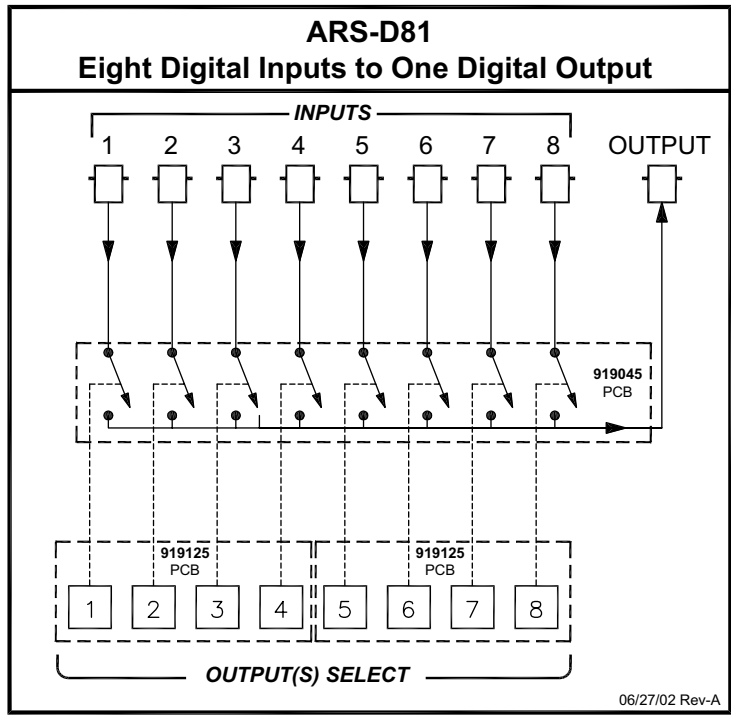 ARS-D81
Eight Digital Inputs to One Digital Output
INPUTS
1 2 3 4 5 6 7 8 OUTPUT
919045
PCB
919125 919125
PCB PCB
1 2 3 4 5 6 7 8
OUTPUT(S) SELECT
06/27/02 Rev-A